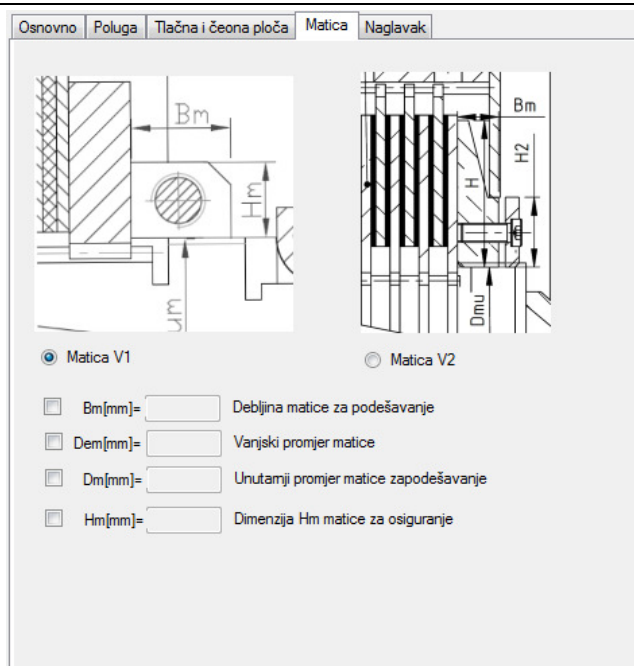 Osnovno Poluga Tlačna i čeona ploča Matica Naglavak
Bm
Hm
um
Bm
H2
H
Dmu
Matica V1
Matica V2
Bm[mm]= Debljina matice za podešavanje
Dem[mm]= Vanjski promjer matice
Dm[mm]= Unutarnji promjer matice zapodešavanje
Hm[mm]= Dimenzija Hm matice za osiguranje